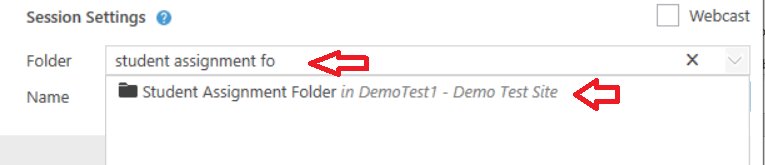 Session Settings ?
Webcast
Folder
student assignment fo
Name
Student Assignment Folder in DemoTest1 - Demo Test Site